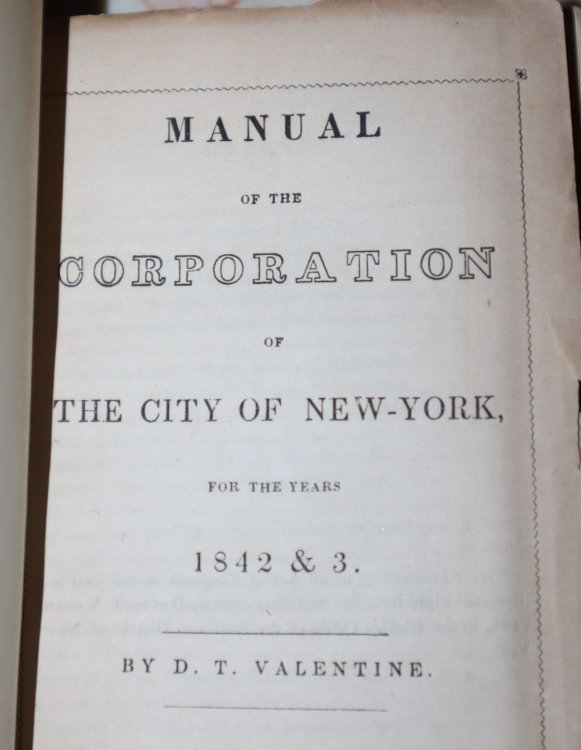 MANUAL
OF THE
CORPORATION
OF
THE CITY OF NEW-YORK,
FOR THE YEARS
1842 & 3.
BY D. T. VALENTINE.